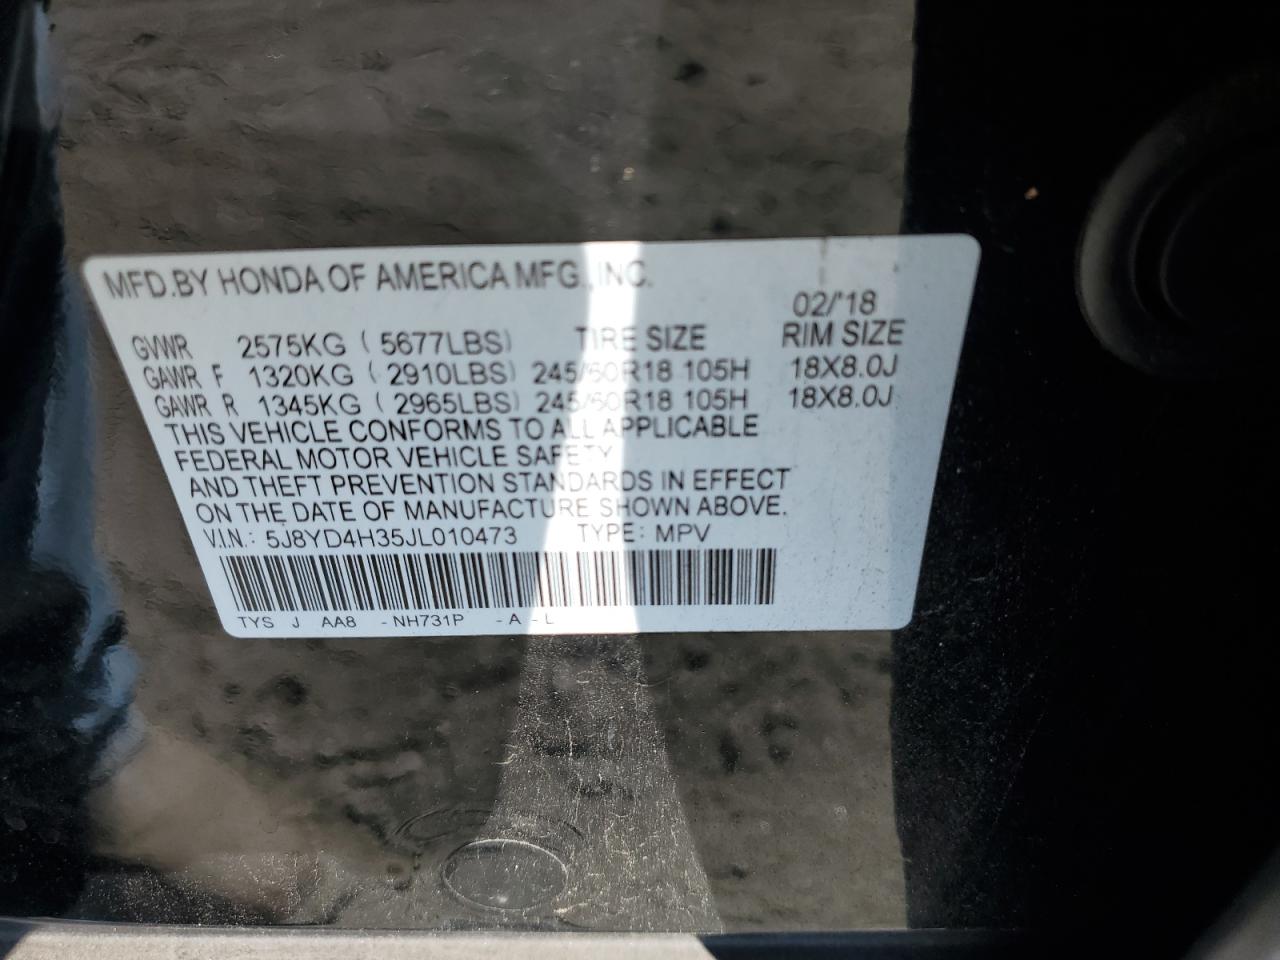 MFD.BY HONDA OF AMERICA MFG.,INC.
02/'18
GVWR 2575KG (5677LBS) TIRE SIZE RIM SIZE
GAWR F 1320KG (2910LBS) 245/60R18 105H 18X8.0J
GAWR R 1345KG (2965LBS) 245/60R18 105H 18X8.0J
THIS VEHICLE CONFORMS TO ALL APPLICABLE
FEDERAL MOTOR VEHICLE SAFETY
AND THEFT PREVENTION STANDARDS IN EFFECT
ON THE DATE OF MANUFACTURE SHOWN ABOVE.
V.I.N.: 5J8YD4H35JL010473 TYPE: MPV
TYS J AA8 -NH731P -A -L